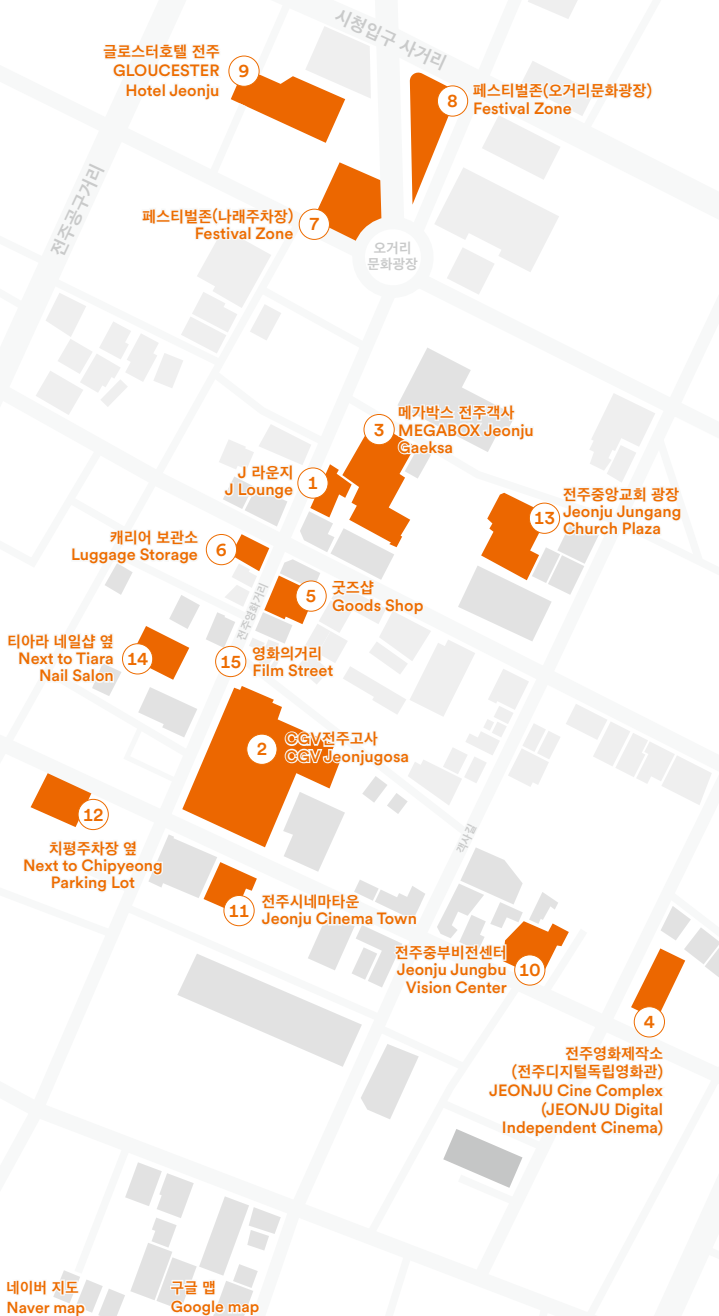 시청입구 사거리
글로스터호텔 전주
GLOUCESTER
Hotel Jeonju
9
8
페스티벌존(오거리문화광장)
Festival Zone
전주공구거리
페스티벌존(나래주차장)
Festival Zone
7
오거리
문화광장
3
메가박스 전주객사
MEGABOX Jeonju
Gaeksa
J 라운지
J Lounge
1
13
전주중앙교회 광장
Jeonju Jungang
Church Plaza
캐리어 보관소
Luggage Storage
6
5
굿즈샵
Goods Shop
전주영화거리
티아라 네일샵 옆
Next to Tiara
Nail Salon
14
15
영화의거리
Film Street
2
CGV전주고사
CGV Jeonjugosa
12
치평주차장 옆
Next to Chipyeong
Parking Lot
객사길
11
전주시네마타운
Jeonju Cinema Town
전주중부비전센터
Jeonju Jungbu
Vision Center
10
4
전주영화제작소
(전주디지털독립영화관)
JEONJU Cine Complex
(JEONJU Digital
Independent Cinema)
네이버 지도
Naver map
구글 맵
Google map